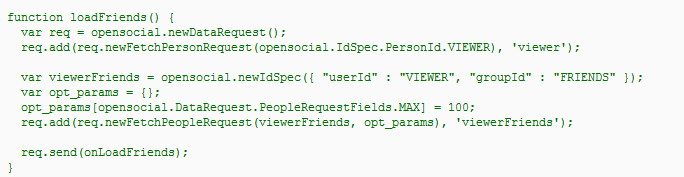 function loadFriends() {
  var req = opensocial.newDataRequest();
  req.add(req.newFetchPersonRequest(opensocial.IdSpec.PersonId.VIEWER), 'viewer');
  var viewerFriends = opensocial.newIdSpec({ "userId" : "VIEWER", "groupId" : "FRIENDS" });
  var opt_params = {};
  opt_params[opensocial.DataRequest.PeopleRequestFields.MAX] = 100;
  req.add(req.newFetchPeopleRequest(viewerFriends, opt_params), 'viewerFriends');
  req.send(onLoadFriends);
}